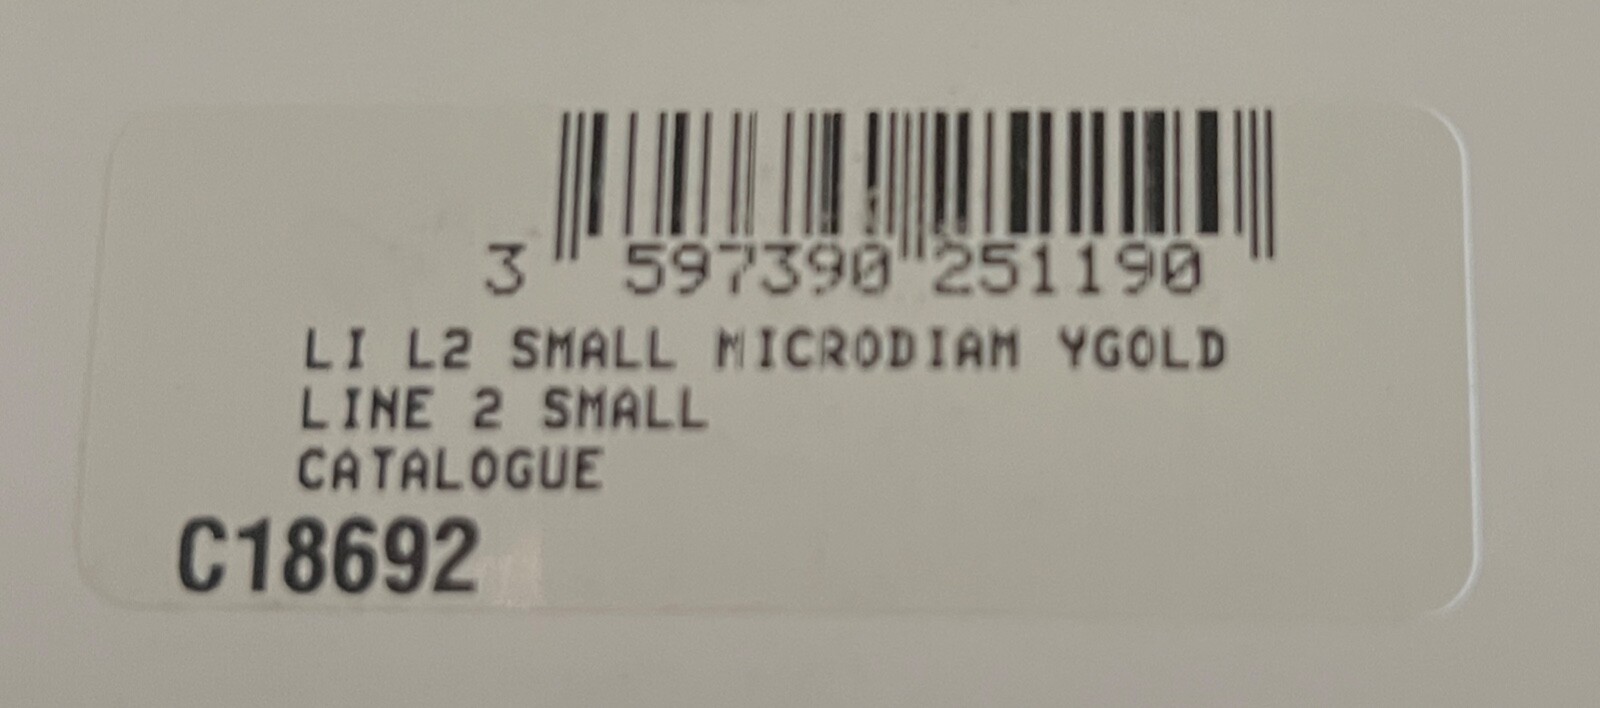 3 597390 251190
LI L2 SMALL MICRODIAM YGOLD
LINE 2 SMALL
CATALOGUE
C18692